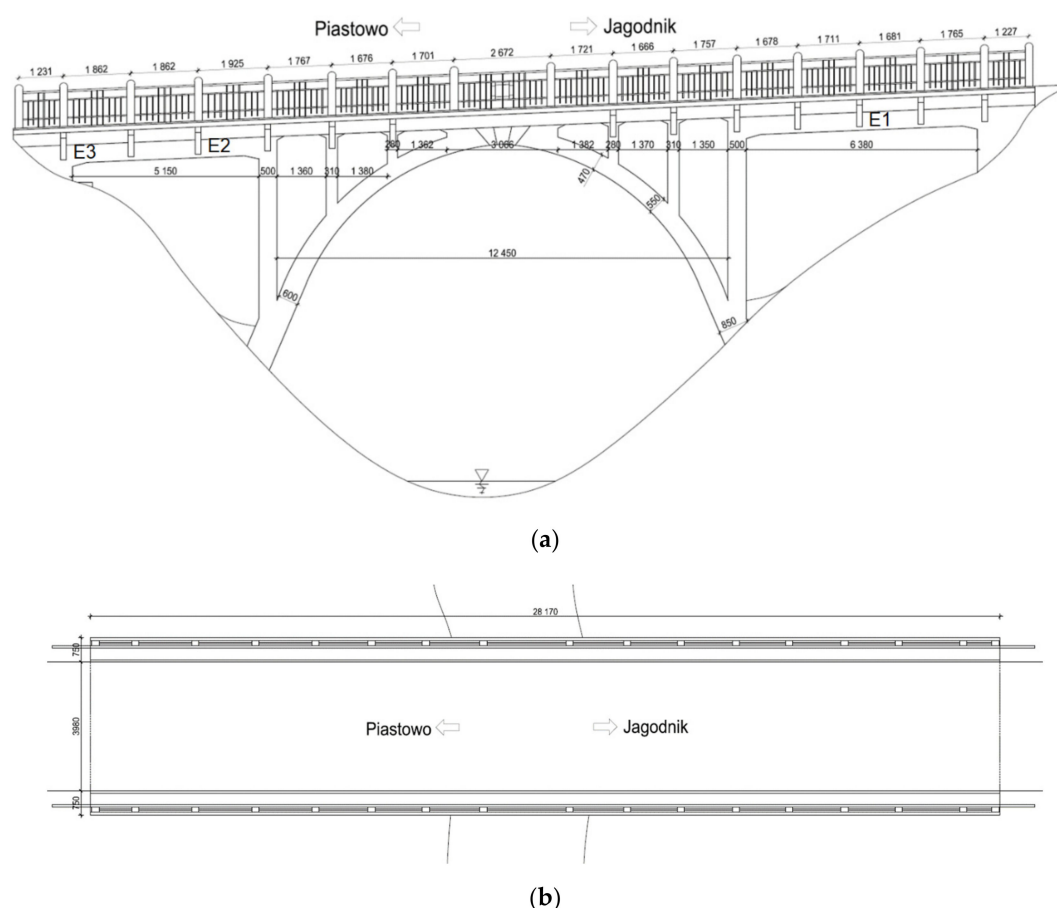 Piastowo Jagodnik
1 231 1 862 1 862 1 925 1 767 1 676 1 701 2 672 1 721 1 666 1 757 1 678 1 711 1 681 1 765 1 227
E3 E2 E1
5 150 500 1 360 310 1 380 280 1 362 3 066 1 382 280 1 370 310 1 350 500 6 380
470
550
12 450
600
850
(a)
28 170
750
3980
Piastowo Jagodnik
750
(b)